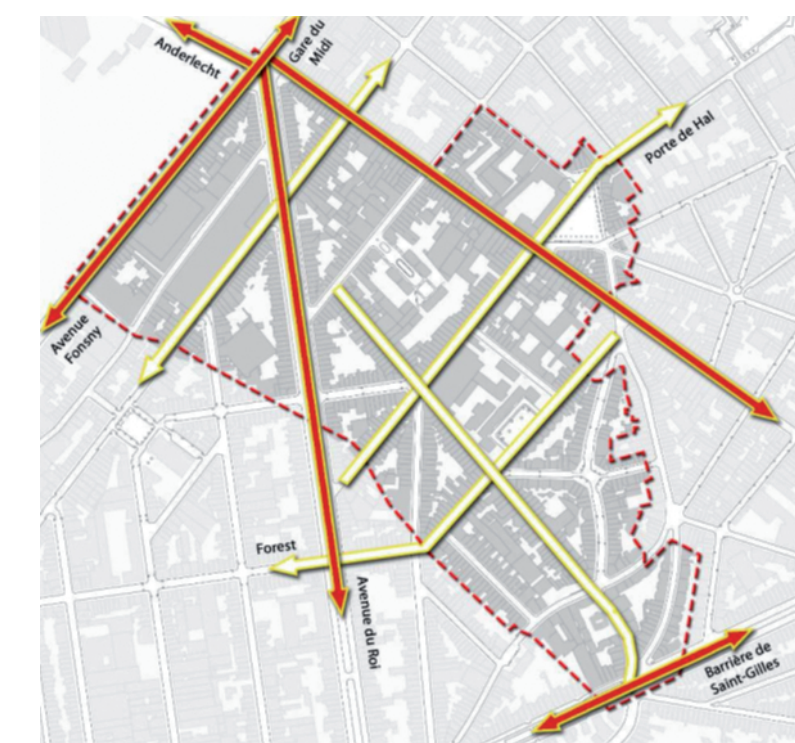 Anderlecht
Gare du
Midi
Porte de Hal
Avenue
Fonsny
Forest
Avenue du Roi
Barrière de
Saint-Gilles